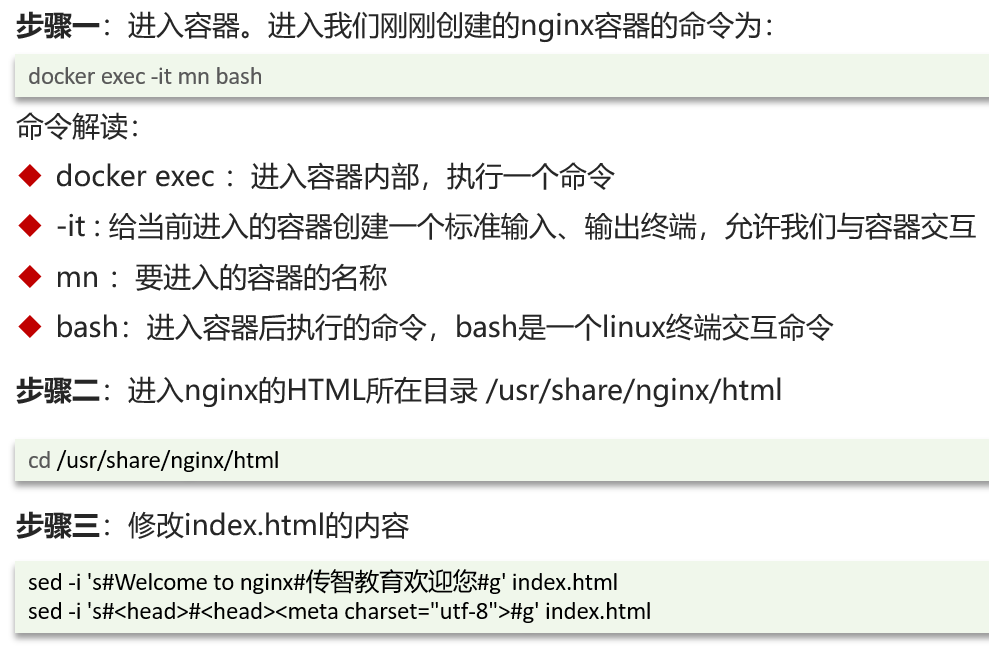 步骤一：进入容器。进入我们刚刚创建的nginx容器的命令为：
docker exec -it mn bash
命令解读：
docker exec ：进入容器内部，执行一个命令
-it : 给当前进入的容器创建一个标准输入、输出终端，允许我们与容器交互
mn ：要进入的容器的名称
bash：进入容器后执行的命令，bash是一个linux终端交互命令
步骤二：进入nginx的HTML所在目录 /usr/share/nginx/html
cd /usr/share/nginx/html
步骤三：修改index.html的内容
sed -i 's#Welcome to nginx#传智教育欢迎您#g' index.html
sed -i 's#<head>#<head><meta charset="utf-8">#g' index.html